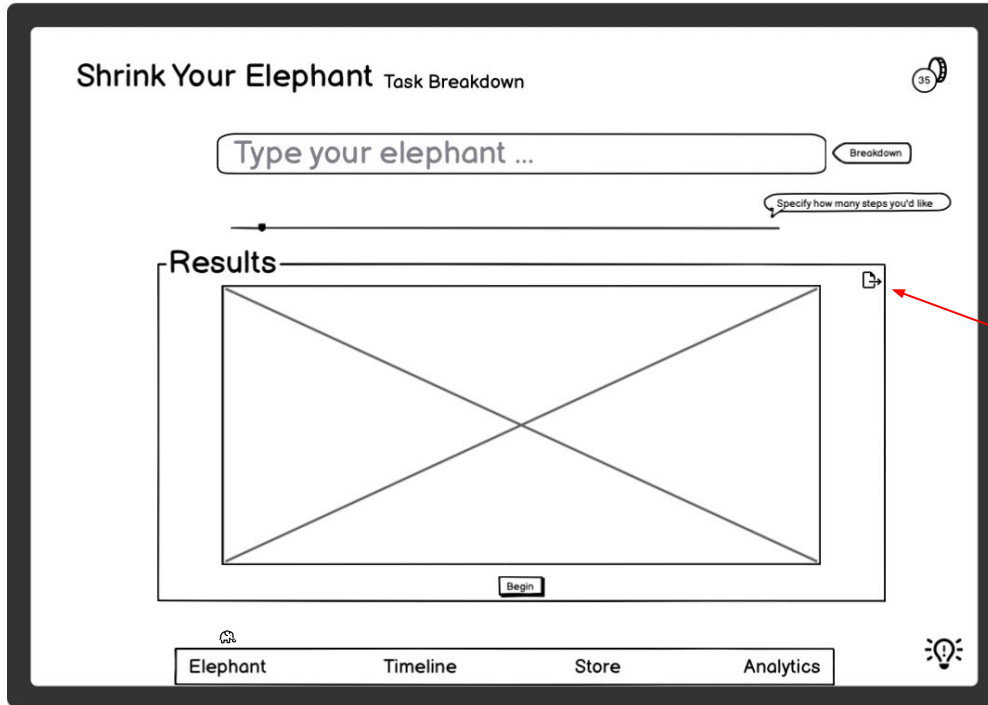 Shrink Your Elephant Task Breakdown
35
Type your elephant ...
Breakdown
Specify how many steps you'd like
Results
Begin
Elephant Timeline Store Analytics